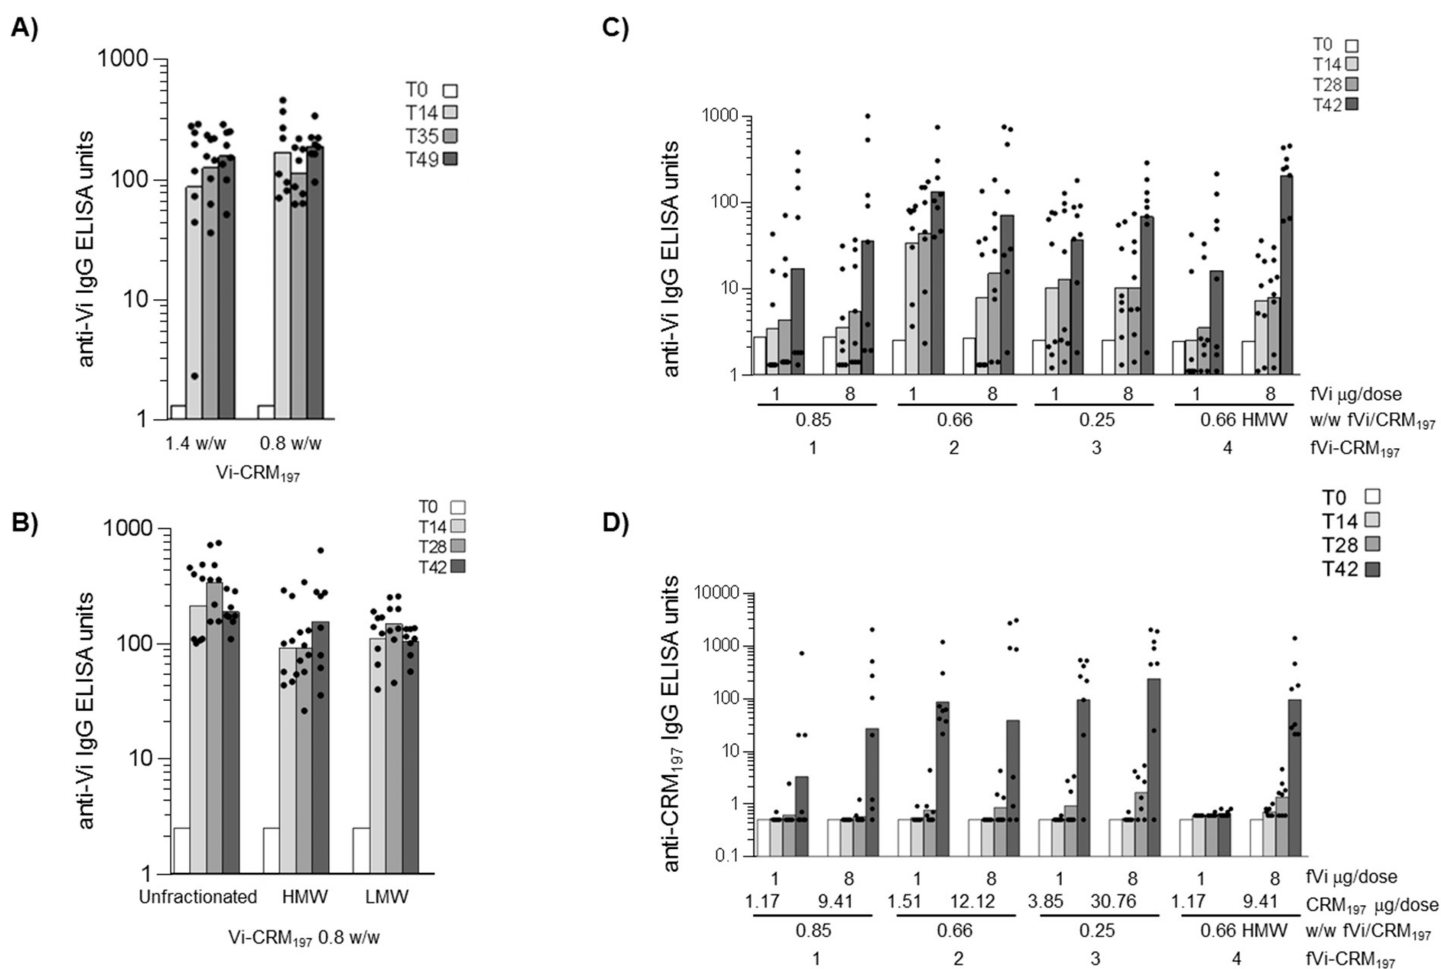 A)
anti-Vi IgG ELISA units
1000
100
10
1
T0
T14
T35
T49
1.4 w/w 0.8 w/w
Vi-CRM197
B)
anti-Vi IgG ELISA units
1000
100
10
1
T0
T14
T28
T42
Unfractionated HMW LMW
Vi-CRM197 0.8 w/w
C)
anti-Vi IgG ELISA units
1000
100
10
1
T0
T14
T28
T42
1 8 1 8 1 8 1 8 fVi µg/dose
0.85 0.66 0.25 0.66 HMW w/w fVi/CRM197
1 2 3 4 fVi-CRM197
D)
anti-CRM197 IgG ELISA units
10000
1000
100
10
1
0.1
T0
T14
T28
T42
1 8 1 8 1 8 1 8 fVi µg/dose
1.17 9.41 1.51 12.12 3.85 30.76 1.17 9.41 CRM197 µg/dose
0.85 0.66 0.25 0.66 HMW w/w fVi/CRM197
1 2 3 4 fVi-CRM197